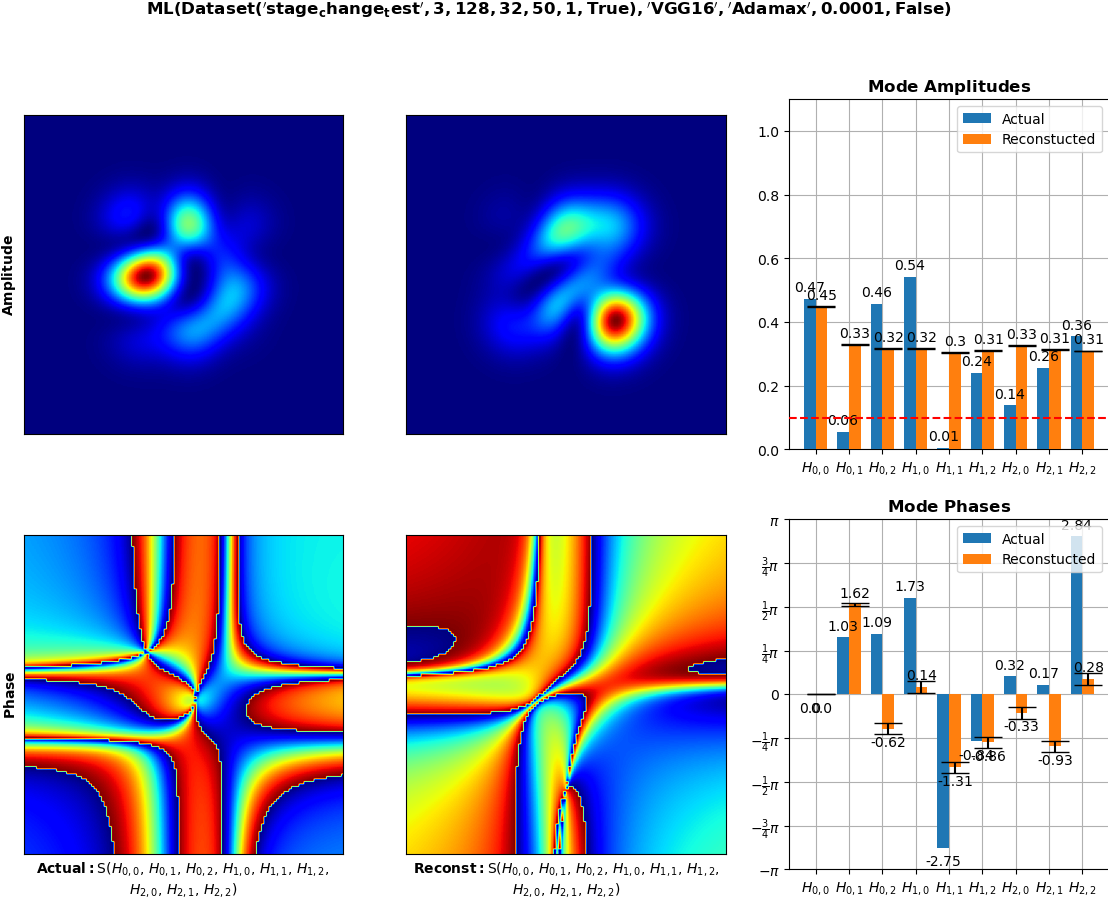 ML(Dataset('stage_change_test', 3, 128, 32, 50, 1, True), 'VGG16', 'Adamax', 0.0001, False)
Amplitude
Mode Amplitudes
Actual
Reconstucted
1.0
0.8
0.6
0.4
0.2
0.0
0.47
0.45
0.06
0.33
0.46
0.32
0.54
0.32
0.01
0.3
0.24
0.31
0.14
0.33
0.26
0.31
0.36
0.31
H0,0 H0,1 H0,2 H1,0 H1,1 H1,2 H2,0 H2,1 H2,2
Phase
Actual: S(H0,0, H0,1, H0,2, H1,0, H1,1, H1,2,
H2,0, H2,1, H2,2)
Reconst: S(H0,0, H0,1, H0,2, H1,0, H1,1, H1,2,
H2,0, H2,1, H2,2)
Mode Phases
Actual
Reconstucted
π
3/4π
1/2π
1/4π
0
−1/4π
−1/2π
−3/4π
−π
0.0
0.0
1.03
1.62
1.09
-0.62
1.73
0.14
-2.75
-1.31
-0.84
-0.86
0.32
-0.33
0.17
-0.93
2.84
0.28
H0,0 H0,1 H0,2 H1,0 H1,1 H1,2 H2,0 H2,1 H2,2